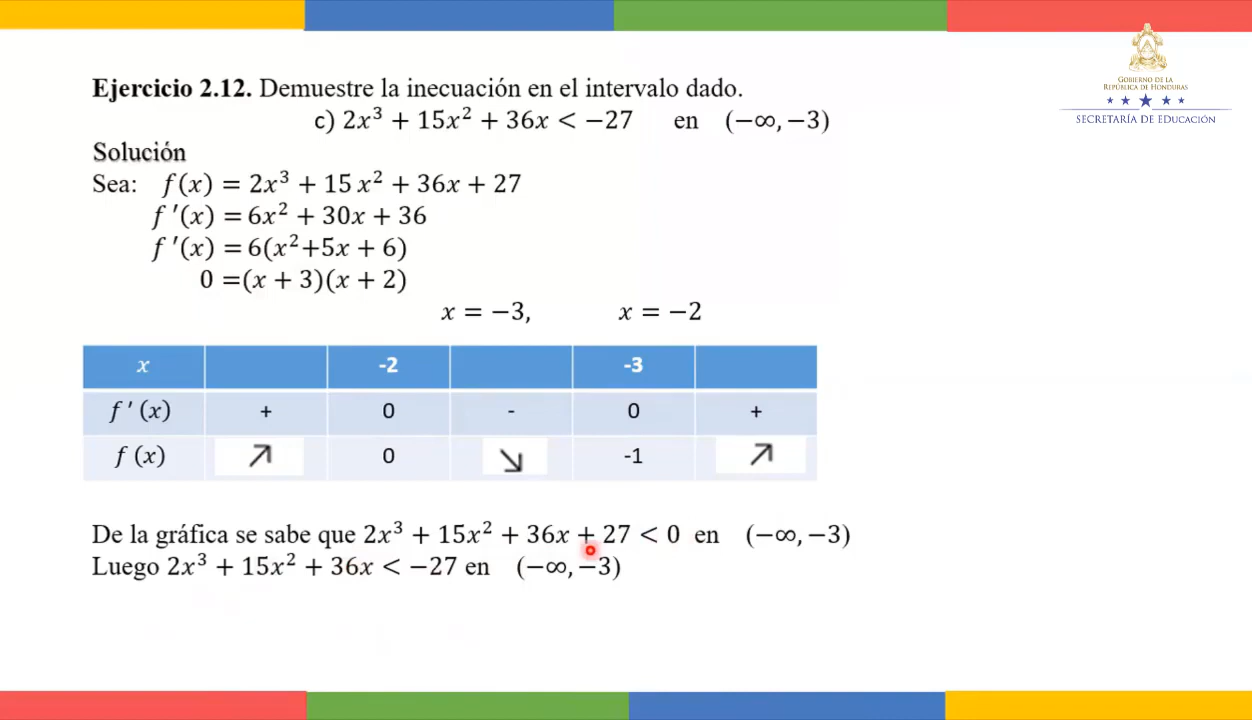 GOBIERNO DE LA
REPÚBLICA DE HONDURAS
SECRETARÍA DE EDUCACIÓN
Ejercicio 2.12. Demuestre la inecuación en el intervalo dado.
c) 2x³ + 15x² + 36x < −27 en (−∞, −3)
Solución
Sea: f(x) = 2x³ + 15 x² + 36x + 27
f ′(x) = 6x² + 30x + 36
f ′(x) = 6(x²+5x + 6)
0 =(x + 3)(x + 2)
x = −3, x = −2
x -2 -3
f ′ (x) + 0 - 0 +
f (x) ↗ 0 ↘ -1 ↗
De la gráfica se sabe que 2x³ + 15x² + 36x + 27 < 0 en (−∞, −3)
Luego 2x³ + 15x² + 36x < −27 en (−∞, −3)